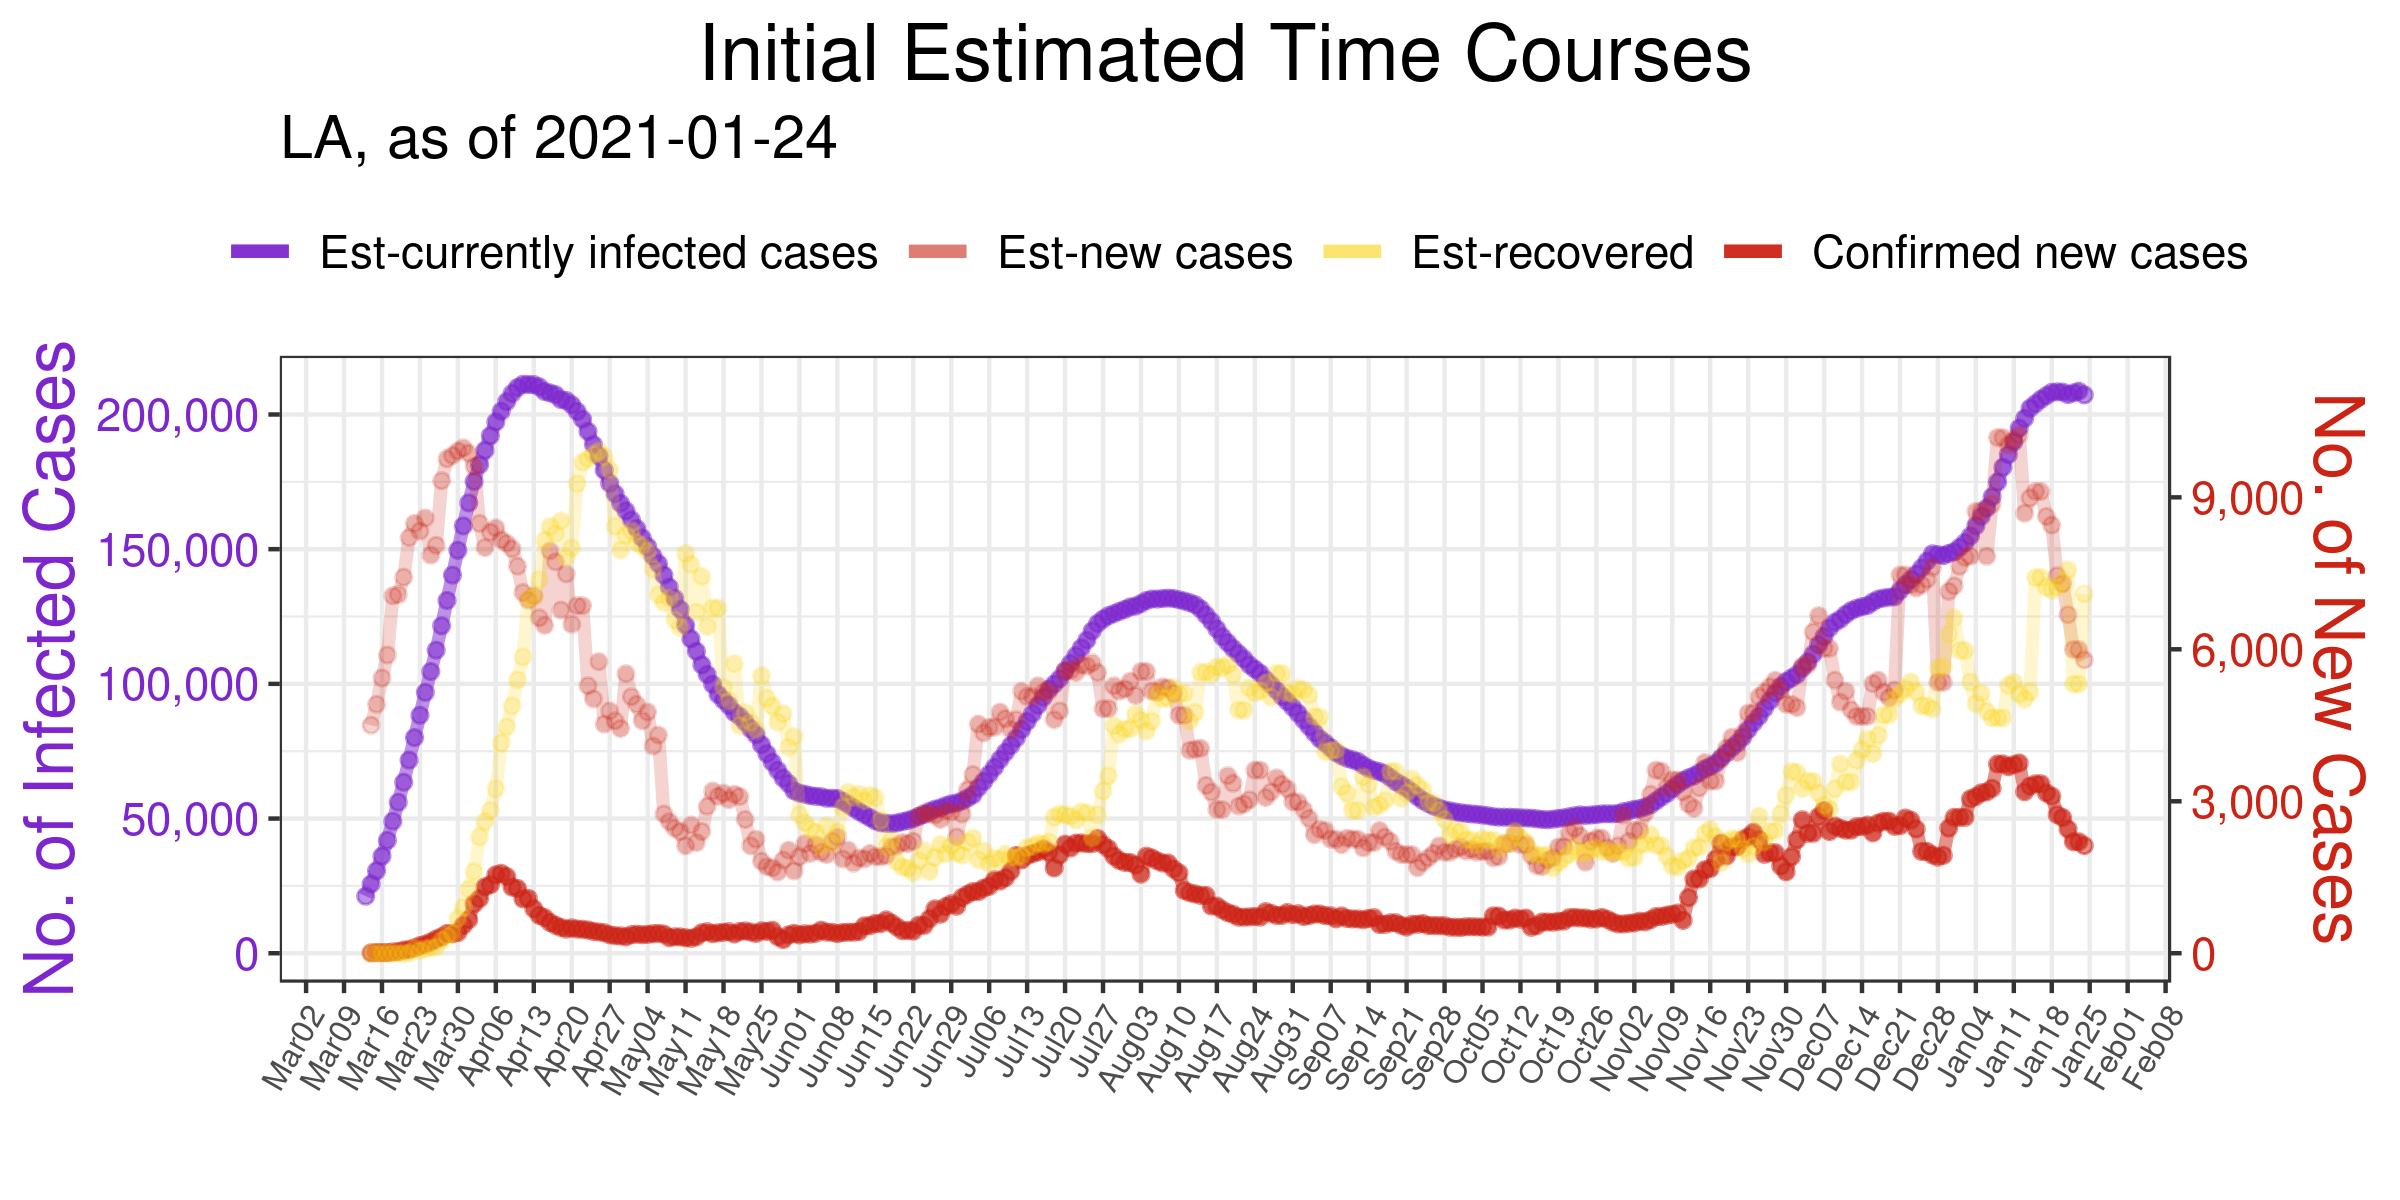 Initial Estimated Time Courses
LA, as of 2021-01-24
Est-currently infected cases Est-new cases Est-recovered Confirmed new cases
No. of Infected Cases
200,000
150,000
100,000
50,000
0
9,000
6,000
3,000
0
No. of New Cases
Mar02 Mar09 Mar16 Mar23 Mar30 Apr06 Apr13 Apr20 Apr27 May04 May11 May18 May25 Jun01 Jun08 Jun15 Jun22 Jun29 Jul06 Jul13 Jul20 Jul27 Aug03 Aug10 Aug17 Aug24 Aug31 Sep07 Sep14 Sep21 Sep28 Oct05 Oct12 Oct19 Oct26 Nov02 Nov09 Nov16 Nov23 Nov30 Dec07 Dec14 Dec21 Dec28 Jan04 Jan11 Jan18 Jan25 Feb01 Feb08